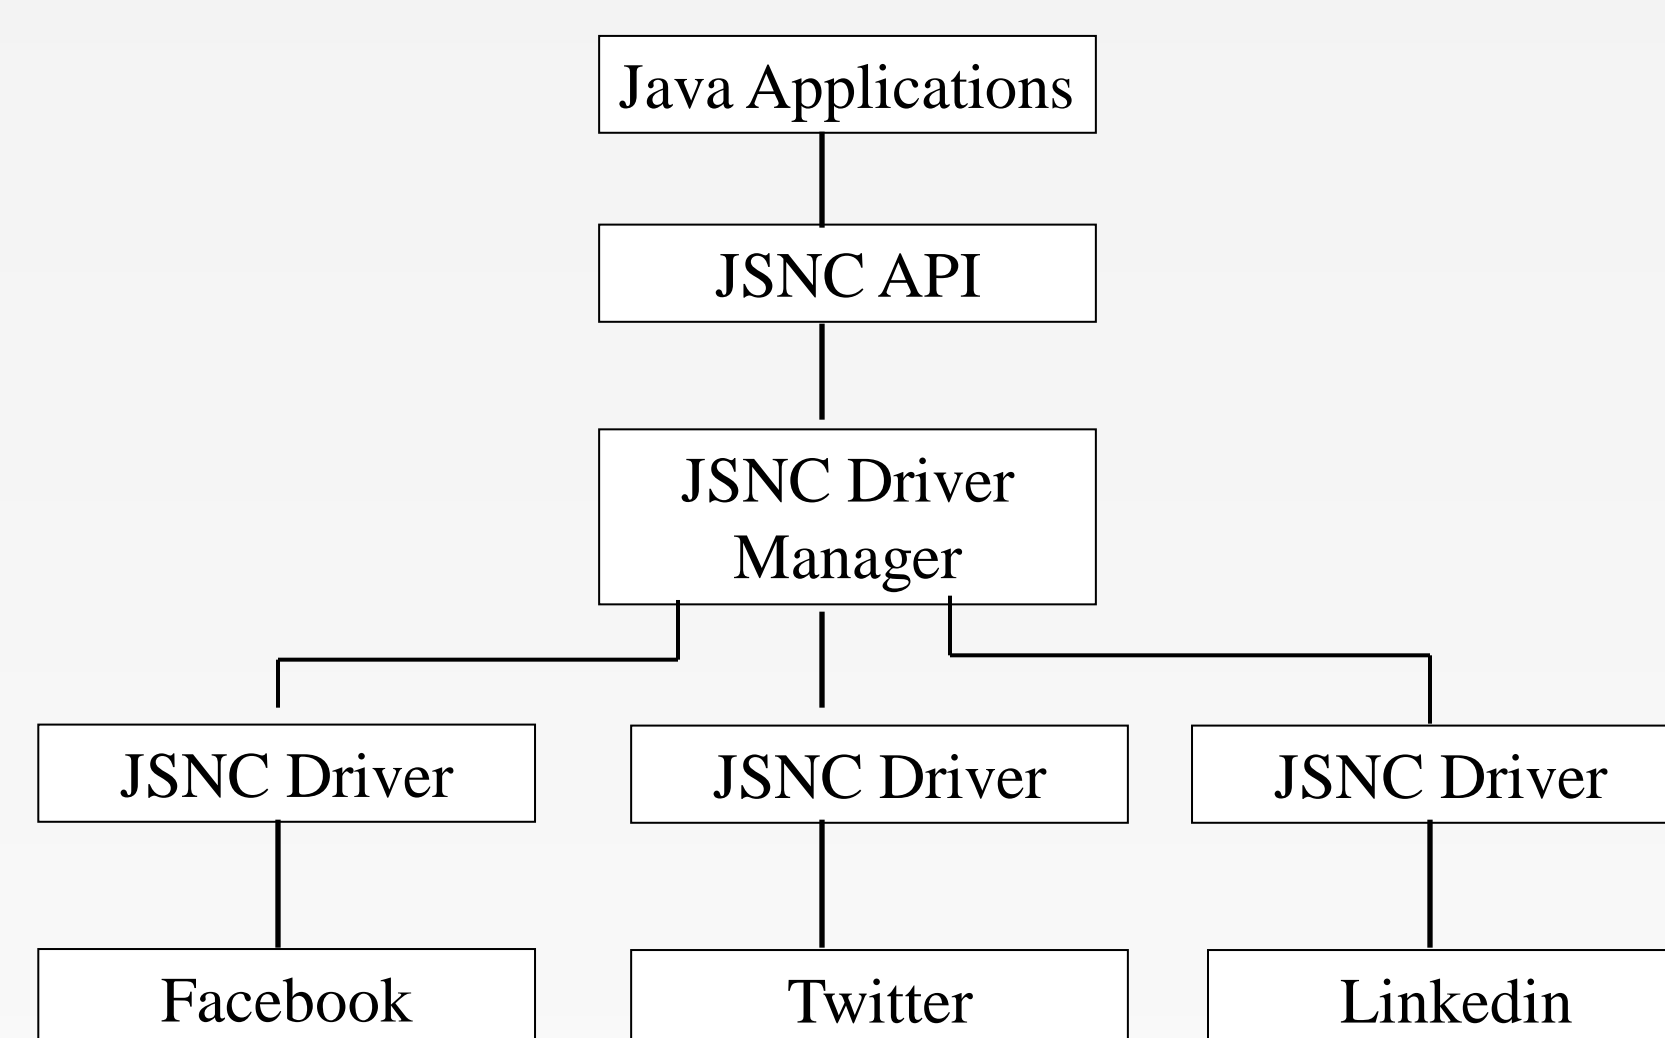 Java Applications
JSNC API
JSNC Driver
Manager
JSNC Driver
JSNC Driver
JSNC Driver
Facebook
Twitter
Linkedin